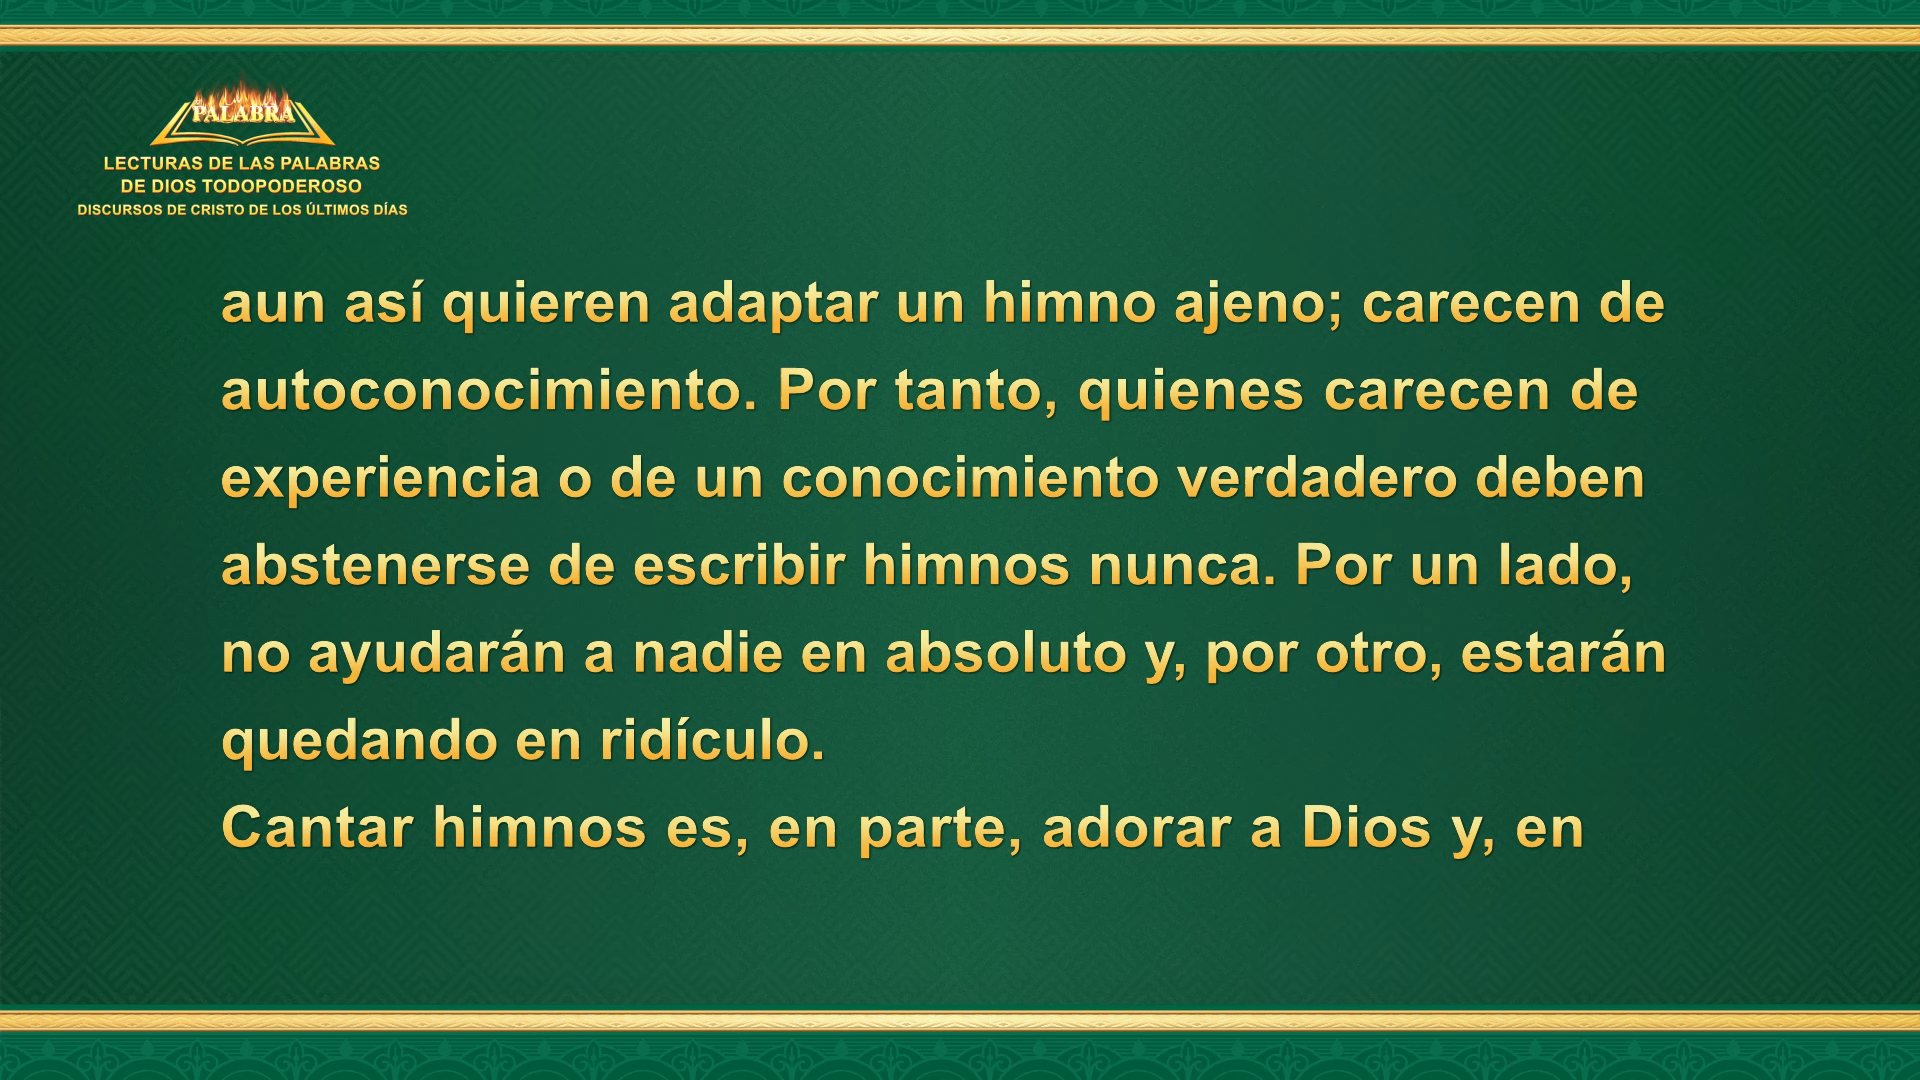 PALABRA
LECTURAS DE LAS PALABRAS
DE DIOS TODOPODEROSO
DISCURSOS DE CRISTO DE LOS ÚLTIMOS DÍAS
aun así quieren adaptar un himno ajeno; carecen de
autoconocimiento. Por tanto, quienes carecen de
experiencia o de un conocimiento verdadero deben
abstenerse de escribir himnos nunca. Por un lado,
no ayudarán a nadie en absoluto y, por otro, estarán
quedando en ridículo.
Cantar himnos es, en parte, adorar a Dios y, en